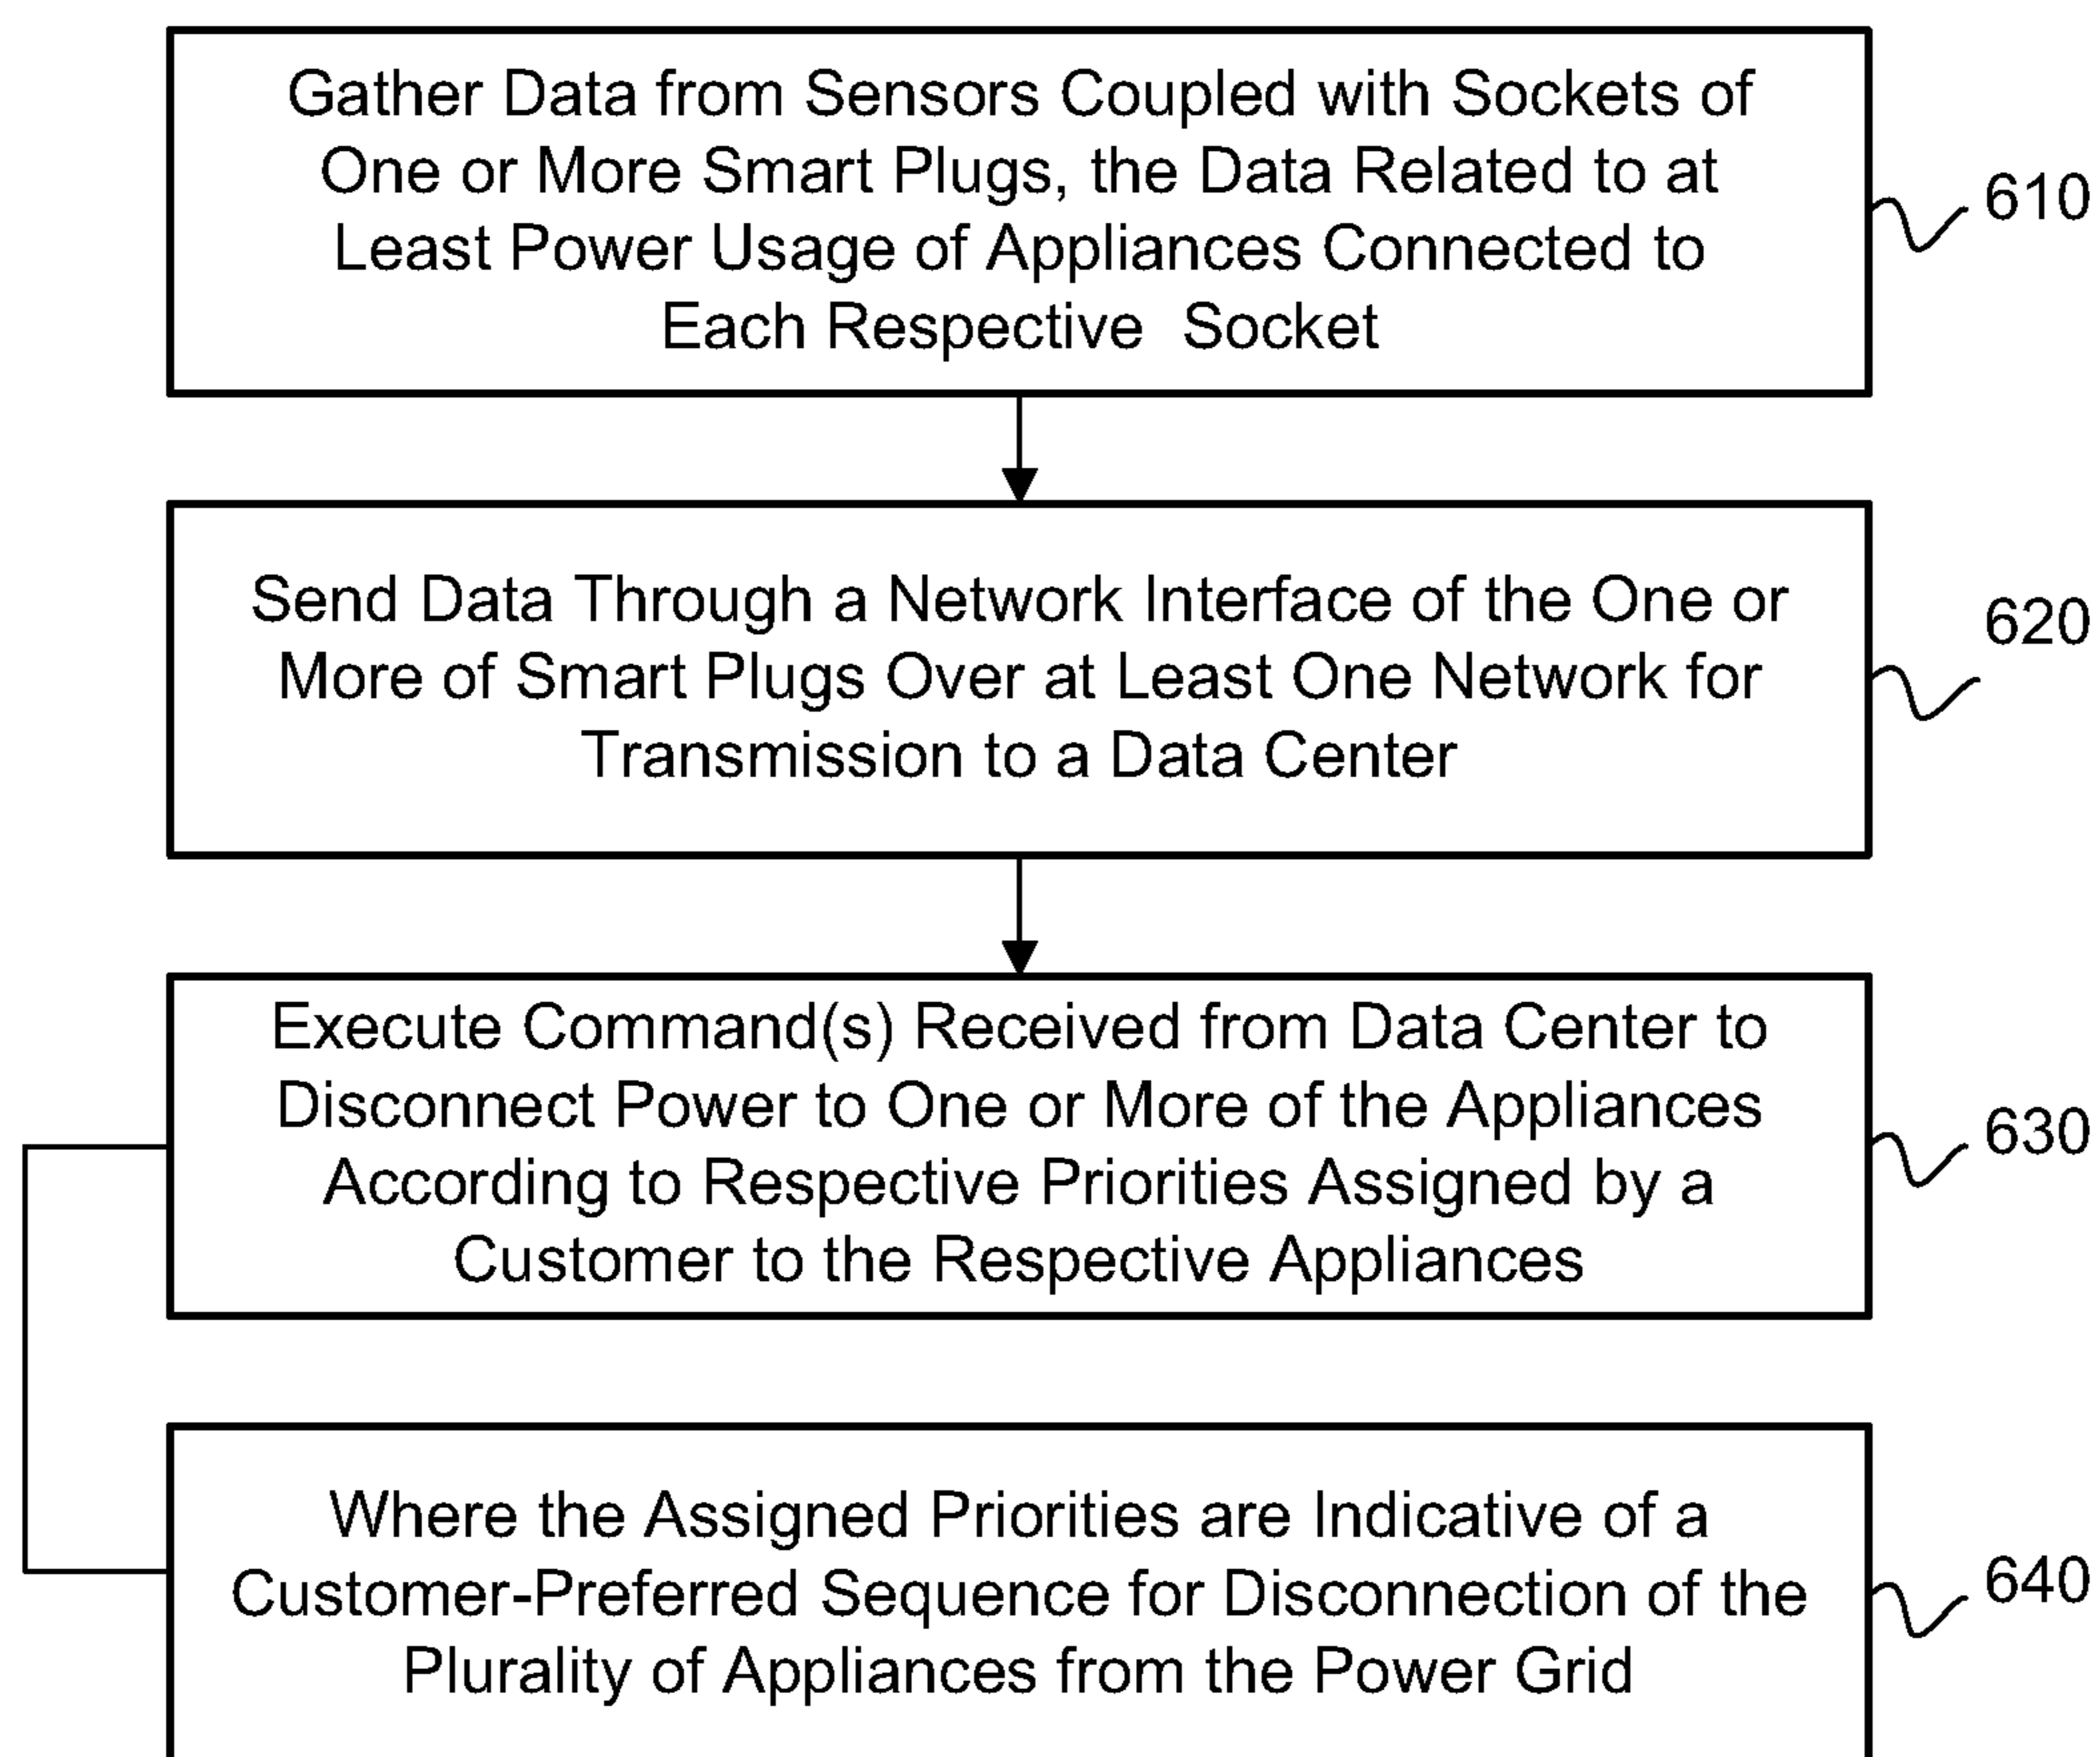 Gather Data from Sensors Coupled with Sockets of
One or More Smart Plugs, the Data Related to at
Least Power Usage of Appliances Connected to
Each Respective Socket
610
Send Data Through a Network Interface of the One or
More of Smart Plugs Over at Least One Network for
Transmission to a Data Center
620
Execute Command(s) Received from Data Center to
Disconnect Power to One or More of the Appliances
According to Respective Priorities Assigned by a
Customer to the Respective Appliances
630
Where the Assigned Priorities are Indicative of a
Customer-Preferred Sequence for Disconnection of the
Plurality of Appliances from the Power Grid
640